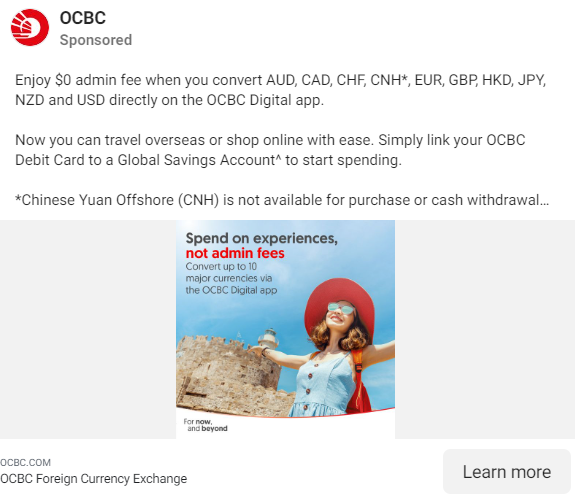 OCBC
Sponsored
Enjoy $0 admin fee when you convert AUD, CAD, CHF, CNH*, EUR, GBP, HKD, JPY,
NZD and USD directly on the OCBC Digital app.
Now you can travel overseas or shop online with ease. Simply link your OCBC
Debit Card to a Global Savings Account^ to start spending.
*Chinese Yuan Offshore (CNH) is not available for purchase or cash withdrawal...
Spend on experiences,
not admin fees
Convert up to 10
major currencies via
the OCBC Digital app
For now,
and beyond
OCBC.COM
OCBC Foreign Currency Exchange
Learn more